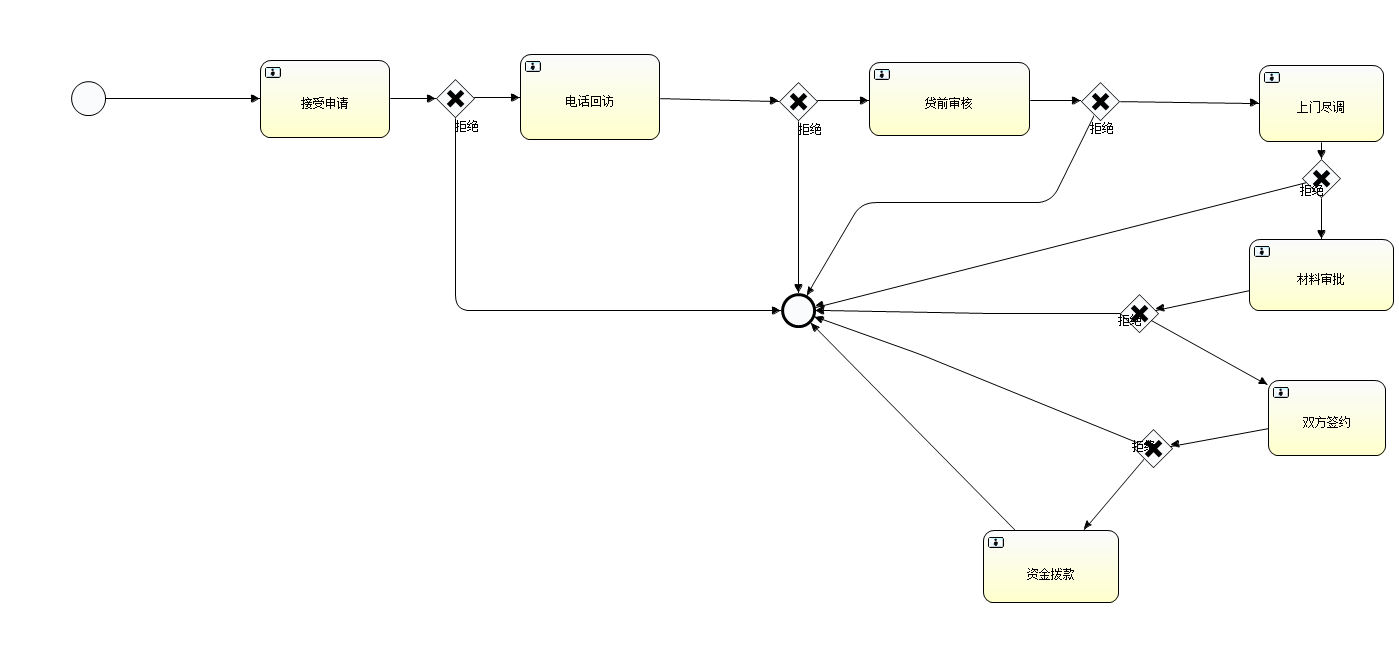 接受申请
拒绝
电话回访
拒绝
贷前审核
拒绝
上门尽调
拒绝
材料审批
拒绝
双方签约
拒绝
资金拨款